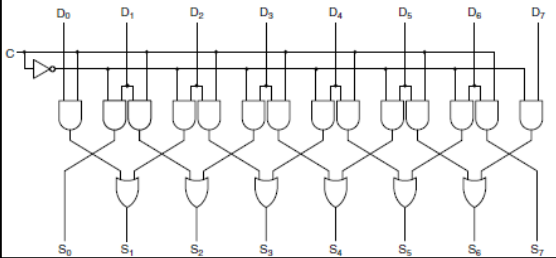 D₀ D₁ D₂ D₃ D₄ D₅ D₆ D₇
C
S₀ S₁ S₂ S₃ S₄ S₅ S₆ S₇